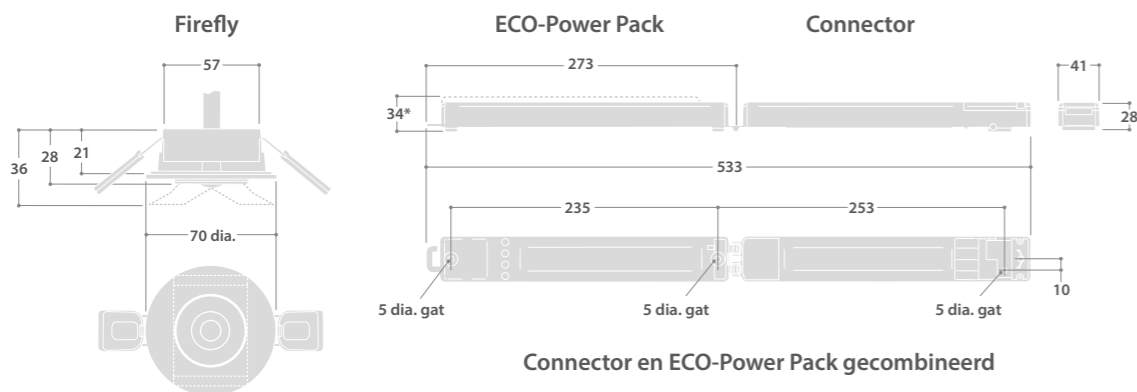 Firefly
ECO-Power Pack
Connector
57
273
41
34*
28
36
28
21
533
235
253
70 dia.
5 dia. gat
5 dia. gat
5 dia. gat
10
Connector en ECO-Power Pack gecombineerd